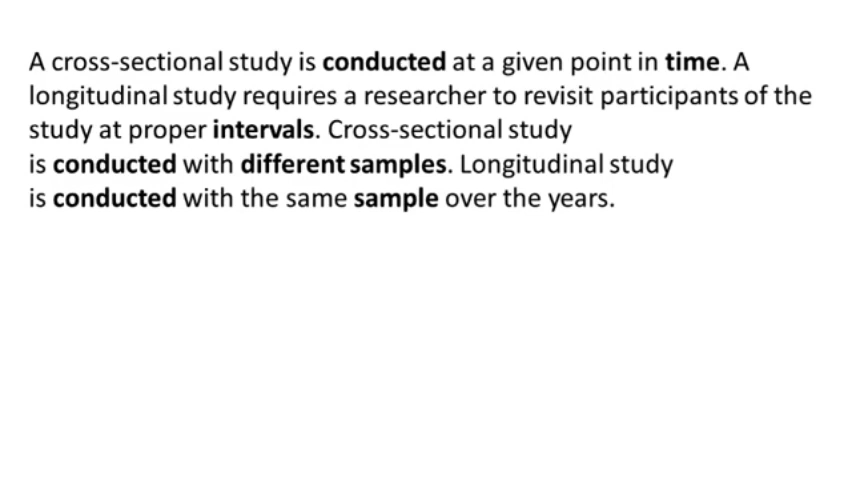 A cross-sectional study is conducted at a given point in time. A
longitudinal study requires a researcher to revisit participants of the
study at proper intervals. Cross-sectional study
is conducted with different samples. Longitudinal study
is conducted with the same sample over the years.